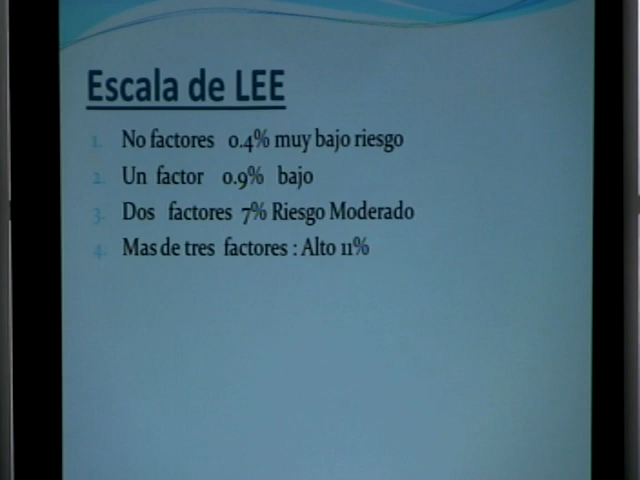 Escala de LEE
1. No factores 0.4% muy bajo riesgo
2. Un factor 0.9% bajo
3. Dos factores 7% Riesgo Moderado
4. Mas de tres factores : Alto 11%